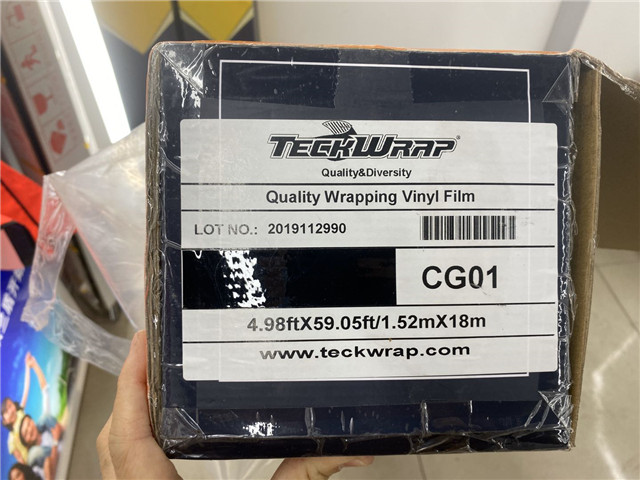 TECKWRAP®
Quality&Diversity
Quality Wrapping Vinyl Film
LOT NO.: 2019112990
CG01
4.98ftX59.05ft/1.52mX18m
www.teckwrap.com